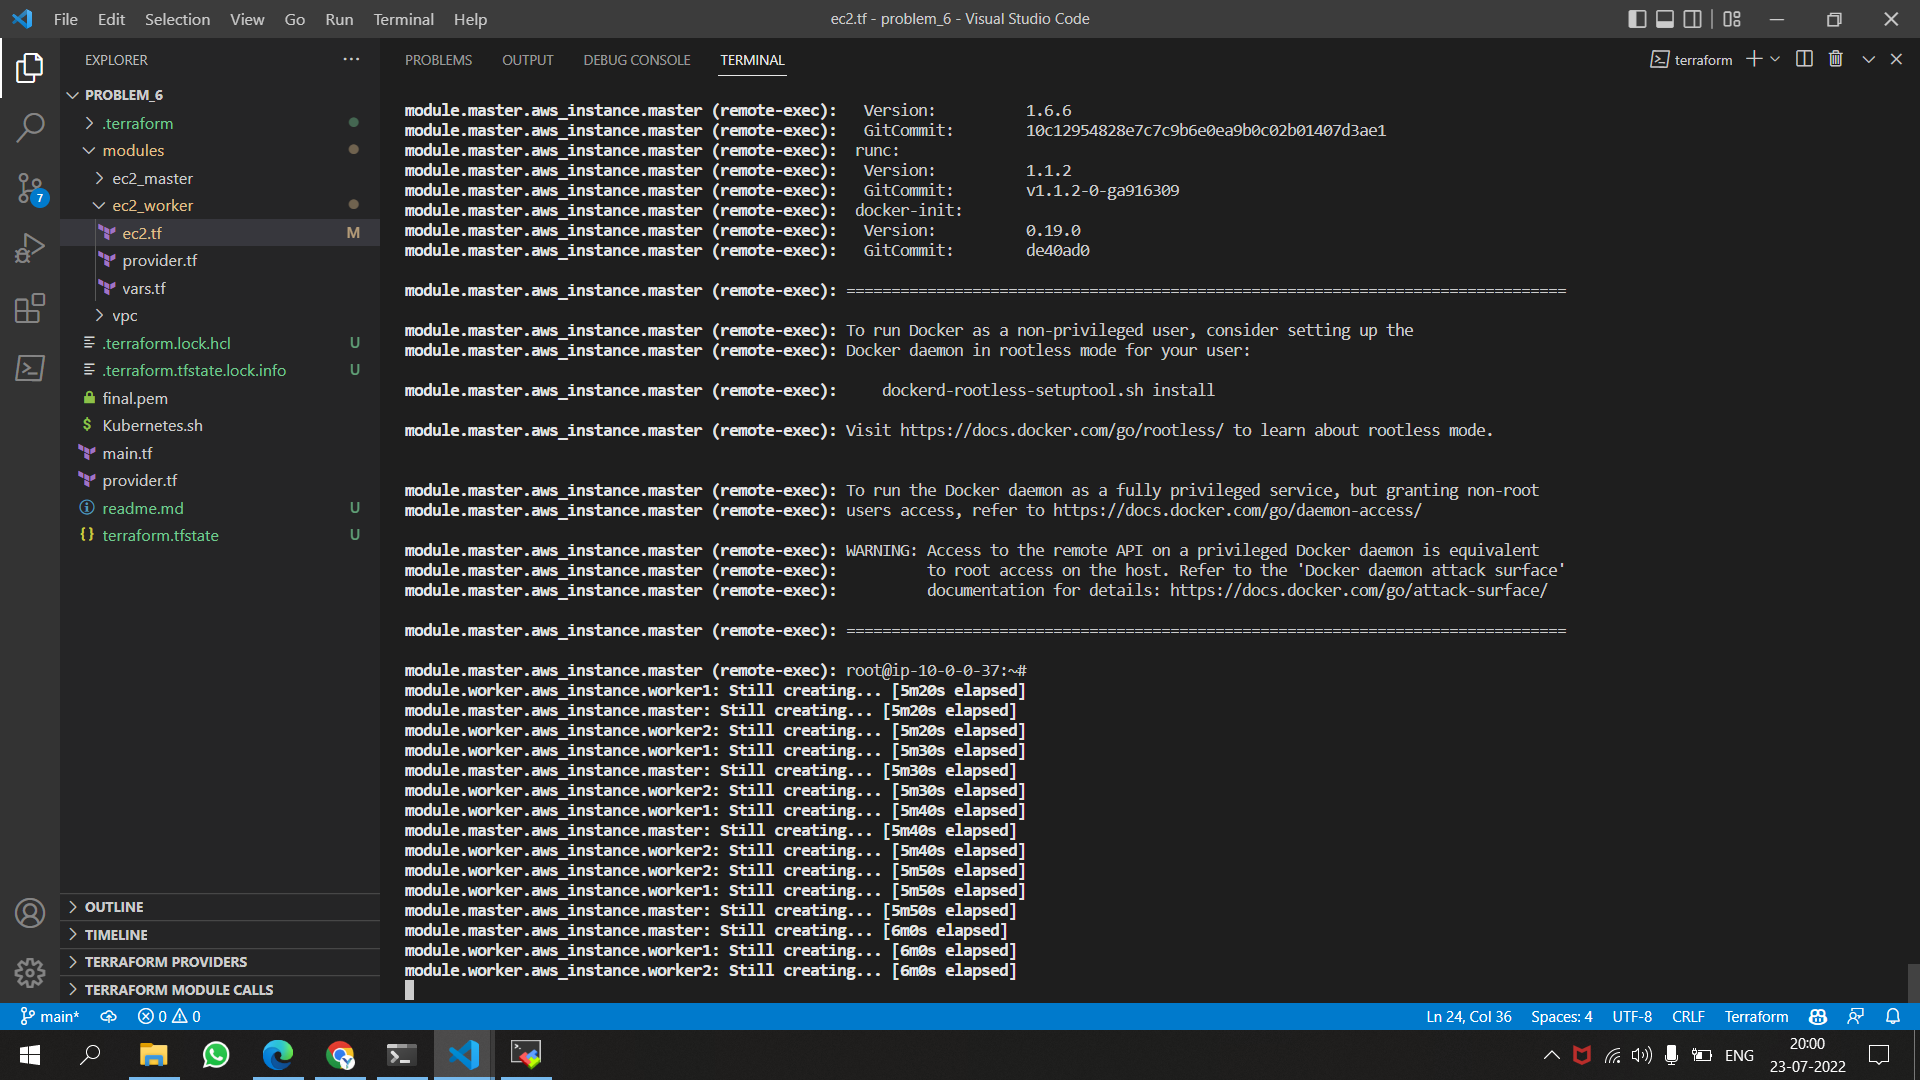 File Edit Selection View Go Run Terminal Help
ec2.tf - problem_6 - Visual Studio Code
EXPLORER
PROBLEM_6
.terraform
modules
ec2_master
ec2_worker
ec2.tf M
provider.tf
vars.tf
vpc
.terraform.lock.hcl U
.terraform.tfstate.lock.info U
final.pem
Kubernetes.sh
main.tf
provider.tf
readme.md U
terraform.tfstate U
OUTLINE
TIMELINE
TERRAFORM PROVIDERS
TERRAFORM MODULE CALLS
7
PROBLEMS OUTPUT DEBUG CONSOLE TERMINAL
terraform
module.master.aws_instance.master (remote-exec):   Version:          1.6.6
module.master.aws_instance.master (remote-exec):   GitCommit:        10c12954828e7c7c9b6e0ea9b0c02b01407d3ae1
module.master.aws_instance.master (remote-exec):  runc:
module.master.aws_instance.master (remote-exec):   Version:          1.1.2
module.master.aws_instance.master (remote-exec):   GitCommit:        v1.1.2-0-ga916309
module.master.aws_instance.master (remote-exec):  docker-init:
module.master.aws_instance.master (remote-exec):   Version:          0.19.0
module.master.aws_instance.master (remote-exec):   GitCommit:        de40ad0
module.master.aws_instance.master (remote-exec): ================================================================================
module.master.aws_instance.master (remote-exec): To run Docker as a non-privileged user, consider setting up the
module.master.aws_instance.master (remote-exec): Docker daemon in rootless mode for your user:
module.master.aws_instance.master (remote-exec):     dockerd-rootless-setuptool.sh install
module.master.aws_instance.master (remote-exec): Visit https://docs.docker.com/go/rootless/ to learn about rootless mode.
module.master.aws_instance.master (remote-exec): To run the Docker daemon as a fully privileged service, but granting non-root
module.master.aws_instance.master (remote-exec): users access, refer to https://docs.docker.com/go/daemon-access/
module.master.aws_instance.master (remote-exec): WARNING: Access to the remote API on a privileged Docker daemon is equivalent
module.master.aws_instance.master (remote-exec):          to root access on the host. Refer to the 'Docker daemon attack surface'
module.master.aws_instance.master (remote-exec):          documentation for details: https://docs.docker.com/go/attack-surface/
module.master.aws_instance.master (remote-exec): ================================================================================
module.master.aws_instance.master (remote-exec): root@ip-10-0-0-37:~#
module.worker.aws_instance.worker1: Still creating... [5m20s elapsed]
module.master.aws_instance.master: Still creating... [5m20s elapsed]
module.worker.aws_instance.worker2: Still creating... [5m20s elapsed]
module.worker.aws_instance.worker1: Still creating... [5m30s elapsed]
module.master.aws_instance.master: Still creating... [5m30s elapsed]
module.worker.aws_instance.worker2: Still creating... [5m30s elapsed]
module.worker.aws_instance.worker1: Still creating... [5m40s elapsed]
module.master.aws_instance.master: Still creating... [5m40s elapsed]
module.worker.aws_instance.worker2: Still creating... [5m40s elapsed]
module.worker.aws_instance.worker2: Still creating... [5m50s elapsed]
module.worker.aws_instance.worker1: Still creating... [5m50s elapsed]
module.master.aws_instance.master: Still creating... [5m50s elapsed]
module.master.aws_instance.master: Still creating... [6m0s elapsed]
module.worker.aws_instance.worker1: Still creating... [6m0s elapsed]
module.worker.aws_instance.worker2: Still creating... [6m0s elapsed]
main* 0 0
Ln 24, Col 36 Spaces: 4 UTF-8 CRLF Terraform
ENG
20:00
23-07-2022